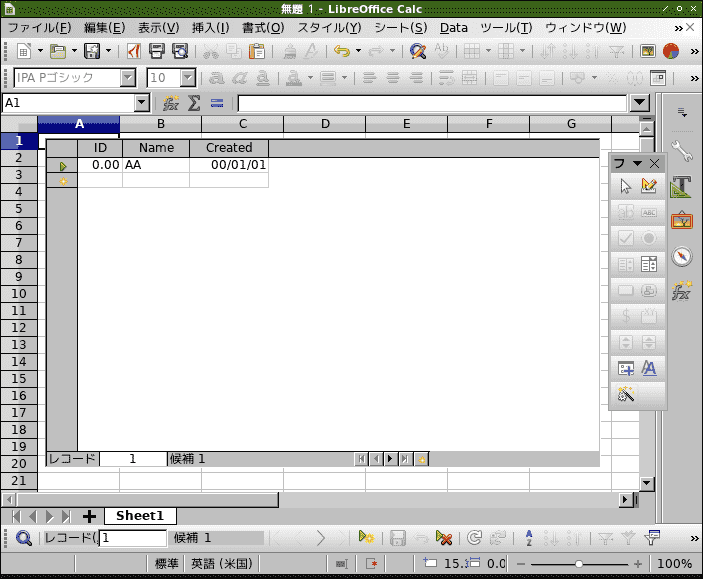 無題 1 - LibreOffice Calc
ファイル(F) 編集(E) 表示(V) 挿入(I) 書式(O) スタイル(Y) シート(S) Data ツール(T) ウィンドウ(W)
IPA Pゴシック 10
A1
A B C D E F G
1
2
3
4
5
6
7
8
9
10
11
12
13
14
15
16
17
18
19
20
21
ID Name Created
0.00 AA 00/01/01
レコード 1 候補 1
フ
Sheet1
レコード(. 1 候補 1
標準 英語 (米国) 15.3 0.0 100%